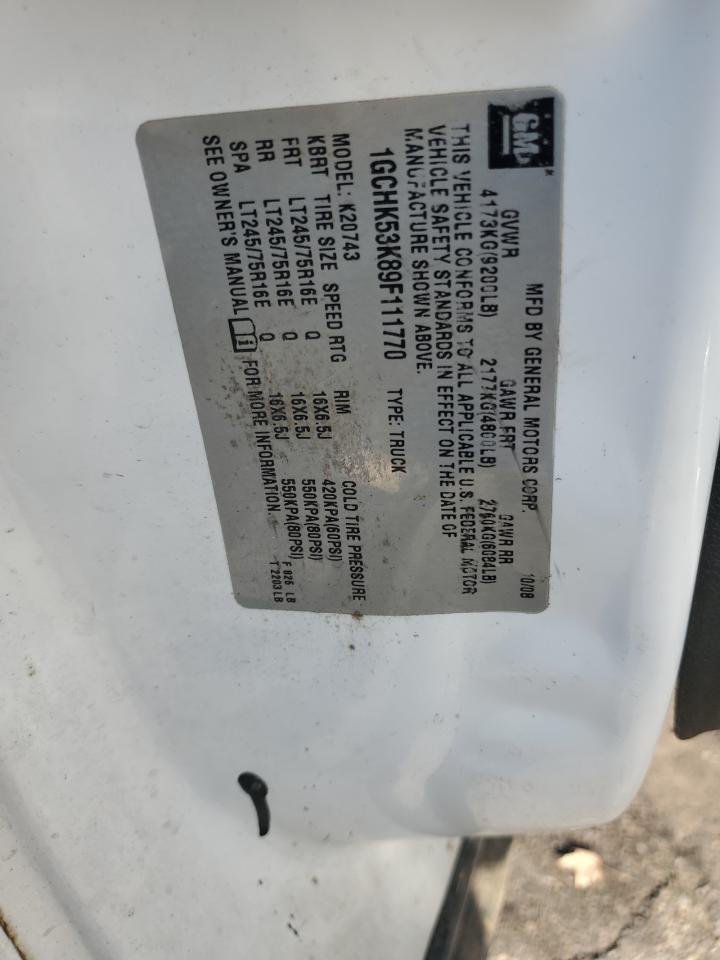 GM
MFD BY GENERAL MOTORS CORP. 10/08
GVWR GAWR FRT GAWR RR
4173KG(9200LB) 2177KG(4800LB) 2760KG(6084LB)
THIS VEHICLE CONFORMS TO ALL APPLICABLE U.S. FEDERAL MOTOR
VEHICLE SAFETY STANDARDS IN EFFECT ON THE DATE OF
MANUFACTURE SHOWN ABOVE.
1GCHK53K89F111770 TYPE: TRUCK
MODEL: K20743
KBRT TIRE SIZE SPEED RTG RIM COLD TIRE PRESSURE
FRT LT245/75R16E Q 16X6.5J 420KPA(60PSI)
RR LT245/75R16E Q 16X6.5J 550KPA(80PSI)
SPA LT245/75R16E Q 16X6.5J 550KPA(80PSI)
SEE OWNER'S MANUAL FOR MORE INFORMATION.
F 826 LB
T 2203 LB